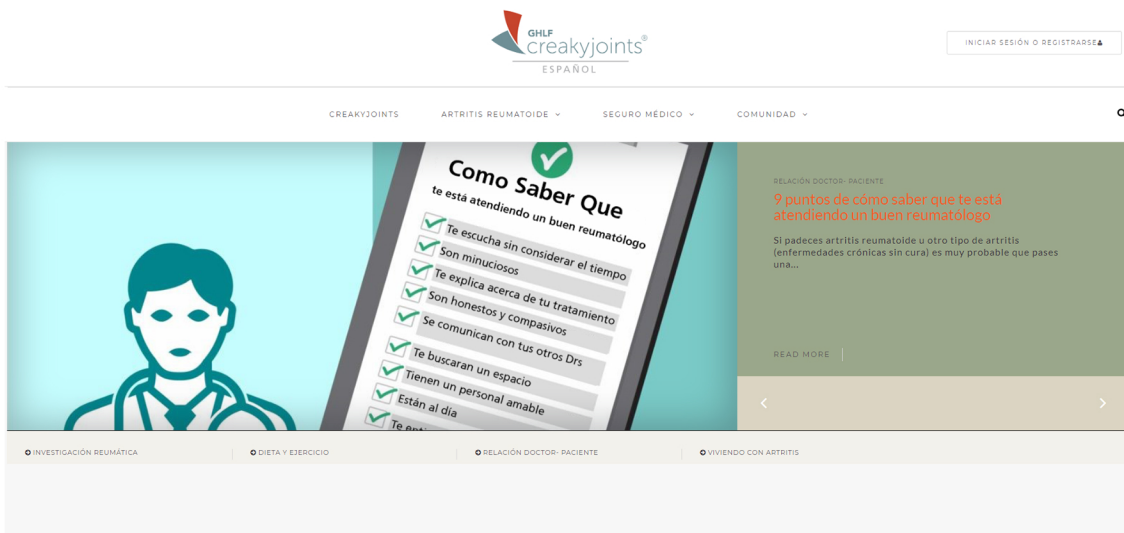 GHLF
creakyjoints®
ESPAÑOL
INICIAR SESIÓN O REGISTRARSE
CREAKYJOINTS
ARTRITIS REUMATOIDE
SEGURO MÉDICO
COMUNIDAD
Como Saber Que
te está atendiendo un buen reumatólogo
Te escucha sin considerar el tiempo
Son minuciosos
Te explica acerca de tu tratamiento
Son honestos y compasivos
Se comunican con tus otros Drs
Te buscaran un espacio
Tienen un personal amable
Están al día
RELACIÓN DOCTOR- PACIENTE
9 puntos de cómo saber que te está
atendiendo un buen reumatólogo
Si padeces artritis reumatoide u otro tipo de artritis
(enfermedades crónicas sin cura) es muy probable que pases
una...
READ MORE
INVESTIGACIÓN REUMÁTICA
DIETA Y EJERCICIO
RELACIÓN DOCTOR- PACIENTE
VIVIENDO CON ARTRITIS